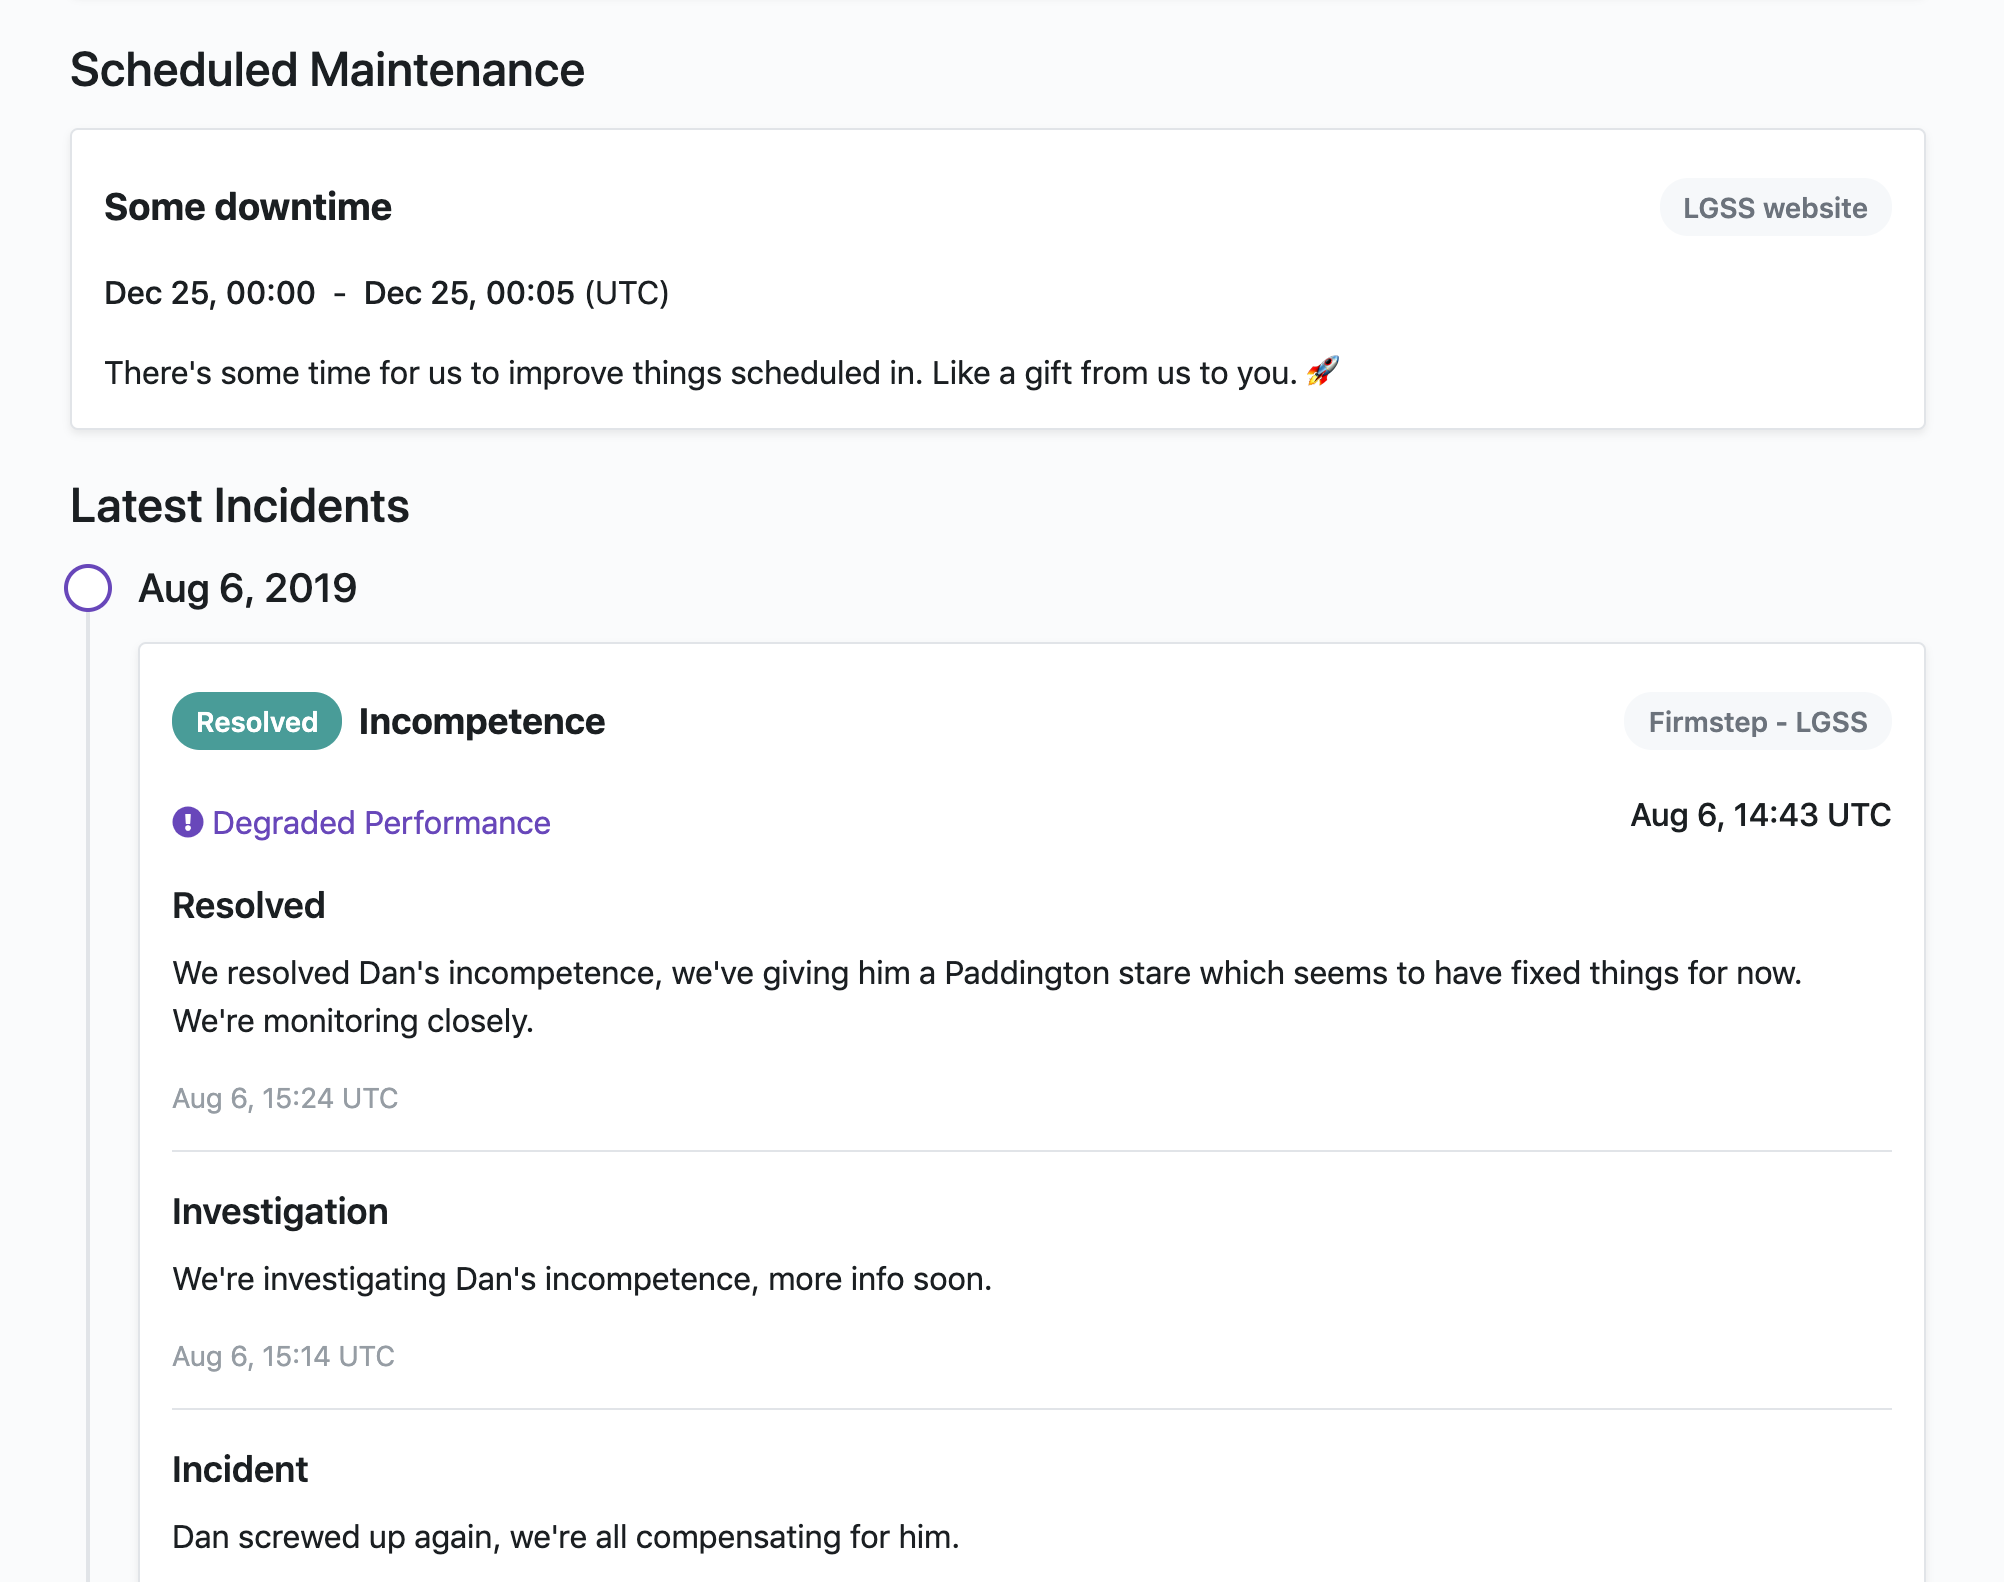 Scheduled Maintenance
Some downtime
LGSS website
Dec 25, 00:00 - Dec 25, 00:05 (UTC)
There's some time for us to improve things scheduled in. Like a gift from us to you. 🚀
Latest Incidents
Aug 6, 2019
Resolved Incompetence
Firmstep - LGSS
Degraded Performance
Aug 6, 14:43 UTC
Resolved
We resolved Dan's incompetence, we've giving him a Paddington stare which seems to have fixed things for now.
We're monitoring closely.
Aug 6, 15:24 UTC
Investigation
We're investigating Dan's incompetence, more info soon.
Aug 6, 15:14 UTC
Incident
Dan screwed up again, we're all compensating for him.